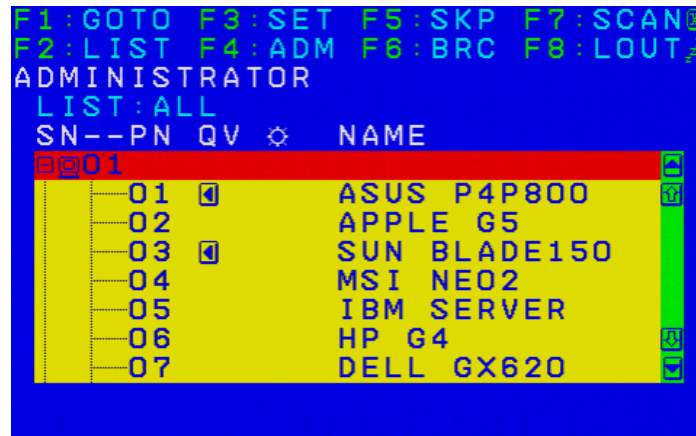 F1:GOTO F3:SET F5:SKP F7:SCAN
F2:LIST F4:ADM F6:BRC F8:LOUT
ADMINISTRATOR
LIST:ALL
SN--PN QV NAME
01
01 ASUS P4P800
02 APPLE G5
03 SUN BLADE150
04 MSI NEO2
05 IBM SERVER
06 HP G4
07 DELL GX620